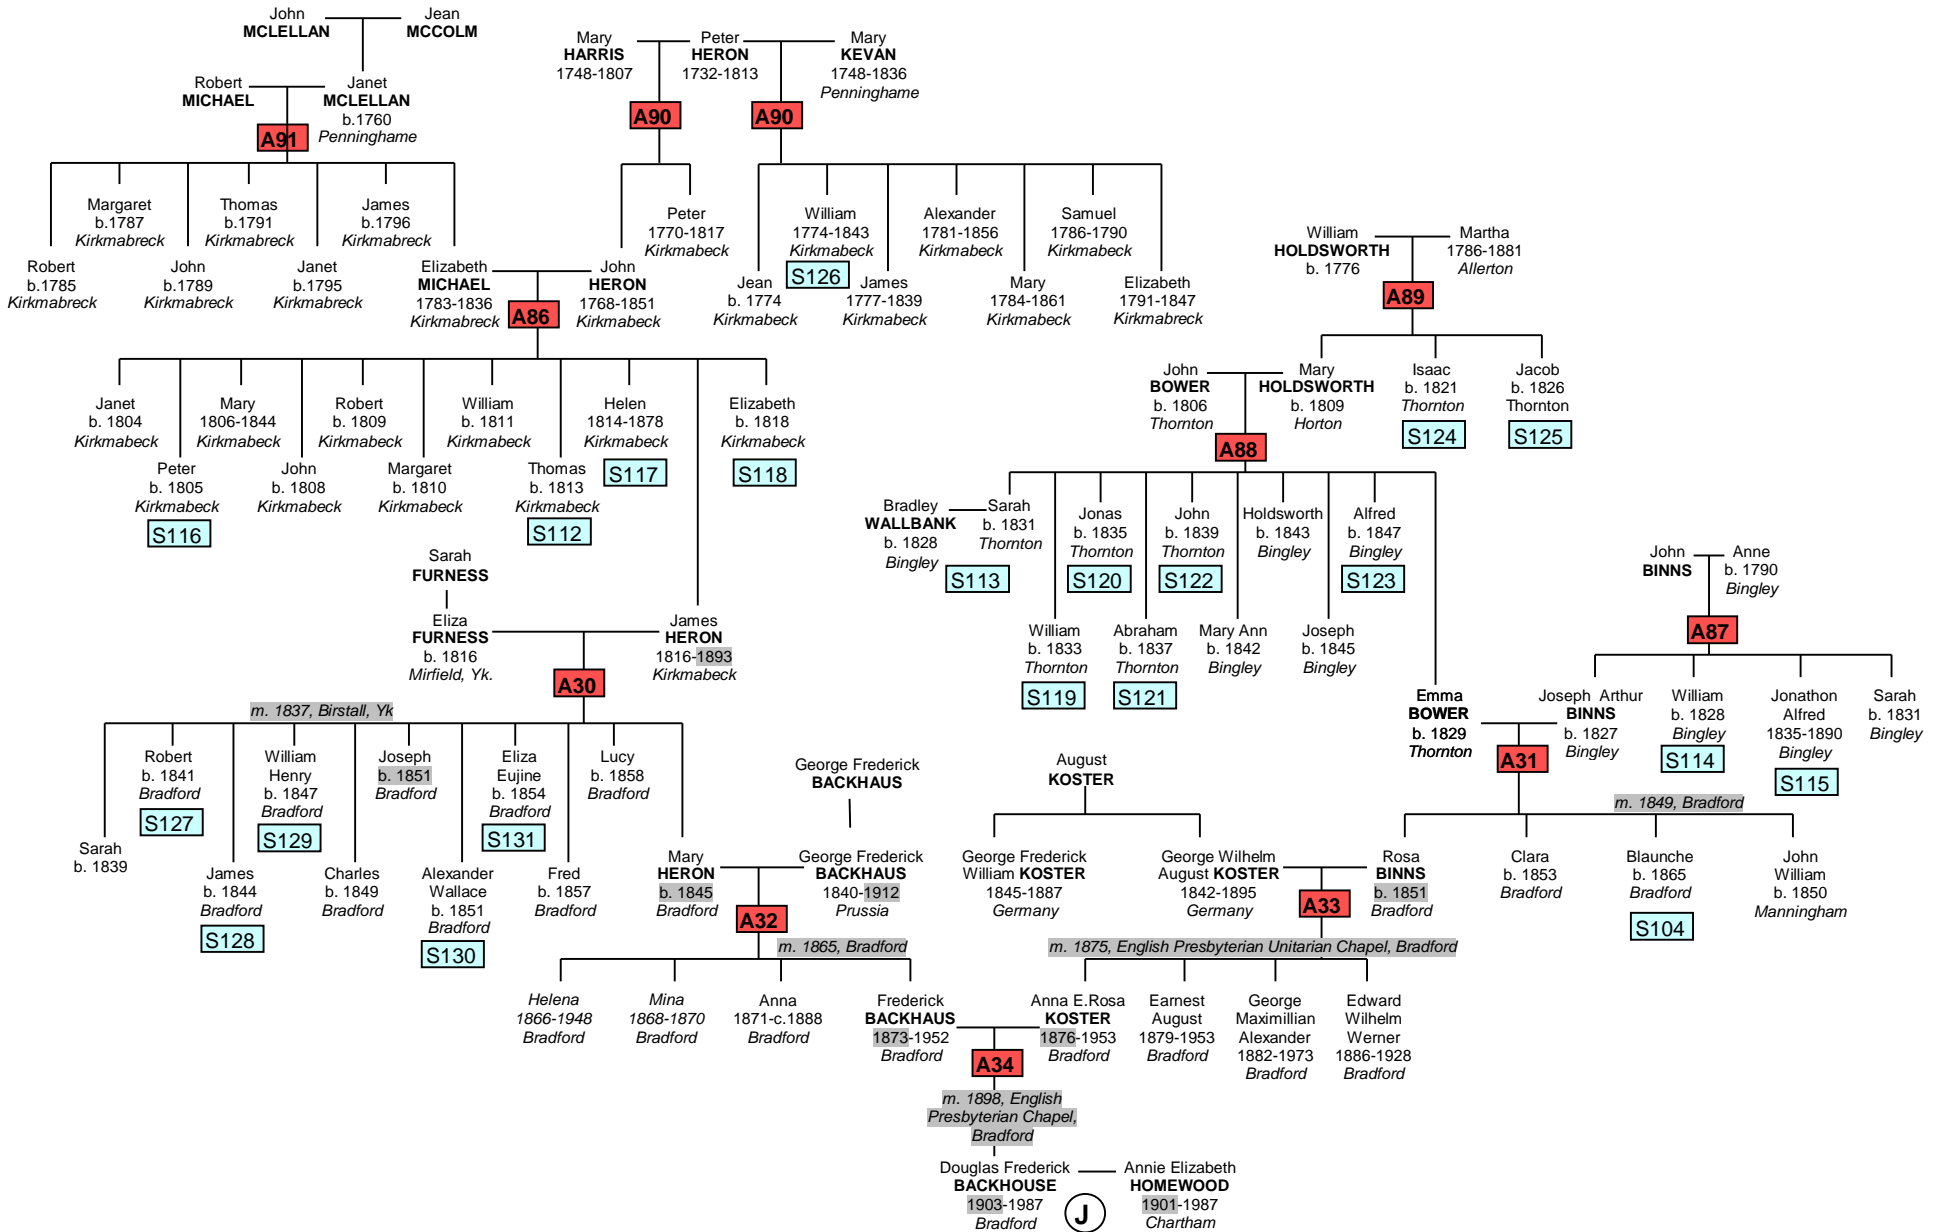 John
MCLELLAN
Jean
MCCOLM
Mary
HARRIS
1748-1807
Peter
HERON
1732-1813
Mary
KEVAN
1748-1836
Penninghame
Robert
MICHAEL
Janet
MCLELLAN
b.1760
Penninghame
A91
A90
A90
Margaret
b.1787
Kirkmabreck
Thomas
b.1791
Kirkmabreck
James
b.1796
Kirkmabreck
Robert
b.1785
Kirkmabreck
John
b.1789
Kirkmabreck
Janet
b.1795
Kirkmabreck
Elizabeth
MICHAEL
1783-1836
Kirkmabreck
John
HERON
1768-1851
Kirkmabeck
Peter
1770-1817
Kirkmabeck
A86
William
1774-1843
Kirkmabeck
S126
Alexander
1781-1856
Kirkmabeck
Samuel
1786-1790
Kirkmabeck
Jean
b. 1774
Kirkmabeck
James
1777-1839
Kirkmabeck
Mary
1784-1861
Kirkmabeck
Elizabeth
1791-1847
Kirkmabreck
William
HOLDSWORTH
b. 1776
Martha
1786-1881
Allerton
A89
Janet
b. 1804
Kirkmabeck
Mary
1806-1844
Kirkmabeck
Robert
b. 1809
Kirkmabeck
William
b. 1811
Kirkmabeck
Helen
1814-1878
Kirkmabeck
S117
Elizabeth
b. 1818
Kirkmabeck
S118
Peter
b. 1805
Kirkmabeck
S116
John
b. 1808
Kirkmabeck
Margaret
b. 1810
Kirkmabeck
Thomas
b. 1813
Kirkmabeck
S112
John
BOWER
b. 1806
Thornton
Mary
HOLDSWORTH
b. 1809
Horton
Isaac
b. 1821
Thornton
S124
Jacob
b. 1826
Thornton
S125
A88
Bradley
WALLBANK
b. 1828
Bingley
Sarah
b. 1831
Thornton
S113
Jonas
b. 1835
Thornton
S120
John
b. 1839
Thornton
S122
Holdsworth
b. 1843
Bingley
Alfred
b. 1847
Bingley
S123
William
b. 1833
Thornton
S119
Abraham
b. 1837
Thornton
S121
Mary Ann
b. 1842
Bingley
Joseph
b. 1845
Bingley
John
BINNS
Anne
b. 1790
Bingley
A87
Sarah
FURNESS
Eliza
FURNESS
b. 1816
Mirfield, Yk.
James
HERON
1816-1893
Kirkmabeck
A30
m. 1837, Birstall, Yk
Emma
BOWER
b. 1829
Thornton
Joseph Arthur
BINNS
b. 1827
Bingley
William
b. 1828
Bingley
S114
Jonathon
Alfred
1835-1890
Bingley
S115
Sarah
b. 1831
Bingley
A31
m. 1849, Bradford
Robert
b. 1841
Bradford
S127
William
Henry
b. 1847
Bradford
S129
Joseph
b. 1851
Bradford
Eliza
Eujine
b. 1854
Bradford
S131
Lucy
b. 1858
Bradford
George Frederick
BACKHAUS
August
KOSTER
Sarah
b. 1839
James
b. 1844
Bradford
S128
Charles
b. 1849
Bradford
Alexander
Wallace
b. 1851
Bradford
S130
Fred
b. 1857
Bradford
Mary
HERON
b. 1845
Bradford
George Frederick
BACKHAUS
1840-1912
Prussia
A32
m. 1865, Bradford
George Frederick
William KOSTER
1845-1887
Germany
George Wilhelm
August KOSTER
1842-1895
Germany
Rosa
BINNS
b. 1851
Bradford
A33
m. 1875, English Presbyterian Unitarian Chapel, Bradford
Clara
b. 1853
Bradford
Blaunche
b. 1865
Bradford
S104
John
William
b. 1850
Manningham
Helena
1866-1948
Bradford
Mina
1868-1870
Bradford
Anna
1871-c.1888
Bradford
Frederick
BACKHAUS
1873-1952
Bradford
Anna E.Rosa
KOSTER
1876-1953
Bradford
Earnest
August
1879-1953
Bradford
George
Maximillian
Alexander
1882-1973
Bradford
Edward
Wilhelm
Werner
1886-1928
Bradford
A34
m. 1898, English
Presbyterian Chapel,
Bradford
Douglas Frederick
BACKHOUSE
1903-1987
Bradford
J
Annie Elizabeth
HOMEWOOD
1901-1987
Chartham